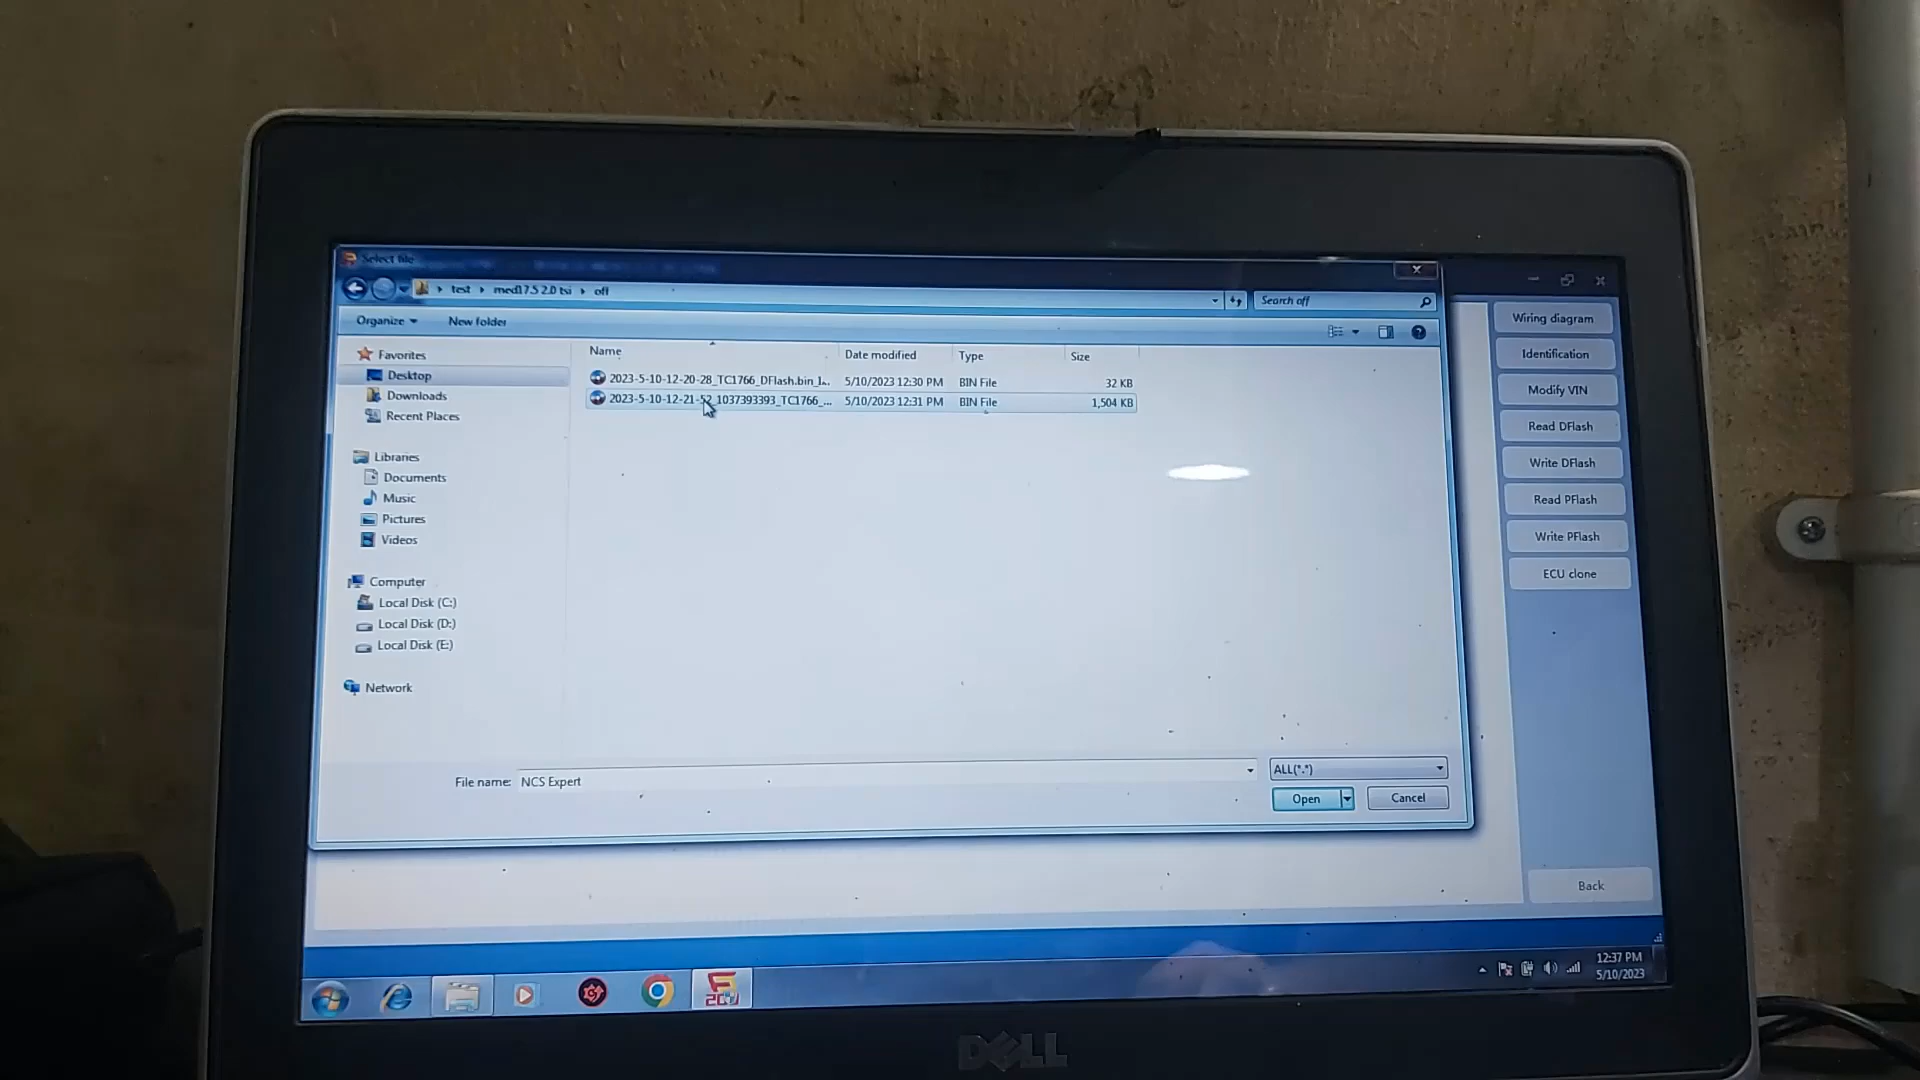 Select file
test ▸ med17.5 2.0 tsi ▸ off
Search off
Organize
New folder
Name
Date modified
Type
Size
2023-5-10-12-20-28_TC1766_DFlash.bin_I...
5/10/2023 12:30 PM
BIN File
32 KB
2023-5-10-12-21-52_1037393393_TC1766_...
5/10/2023 12:31 PM
BIN File
1,504 KB
Favorites
Desktop
Downloads
Recent Places
Libraries
Documents
Music
Pictures
Videos
Computer
Local Disk (C:)
Local Disk (D:)
Local Disk (E:)
Network
File name:
NCS Expert
ALL(*.*)
Open
Cancel
Wiring diagram
Identification
Modify VIN
Read DFlash
Write DFlash
Read PFlash
Write PFlash
ECU clone
Back
12:37 PM
5/10/2023
DELL